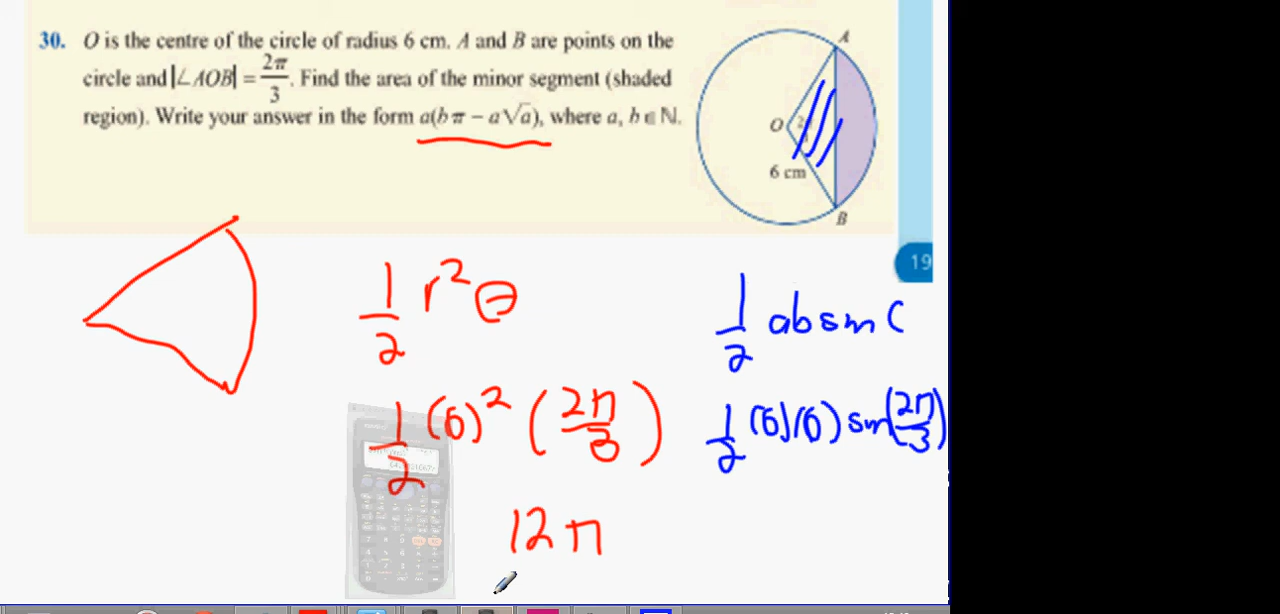 30. O is the centre of the circle of radius 6 cm. A and B are points on the
circle and |∠AOB| = 2π/3. Find the area of the minor segment (shaded
region). Write your answer in the form a(bπ − a√a), where a, b ∈ ℕ.
A
O
6 cm
B
19
1/2 r²θ
1/2 (6)² (2π/3)
12π
1/2 ab sin C
1/2 (6)(6) sin(2π/3)